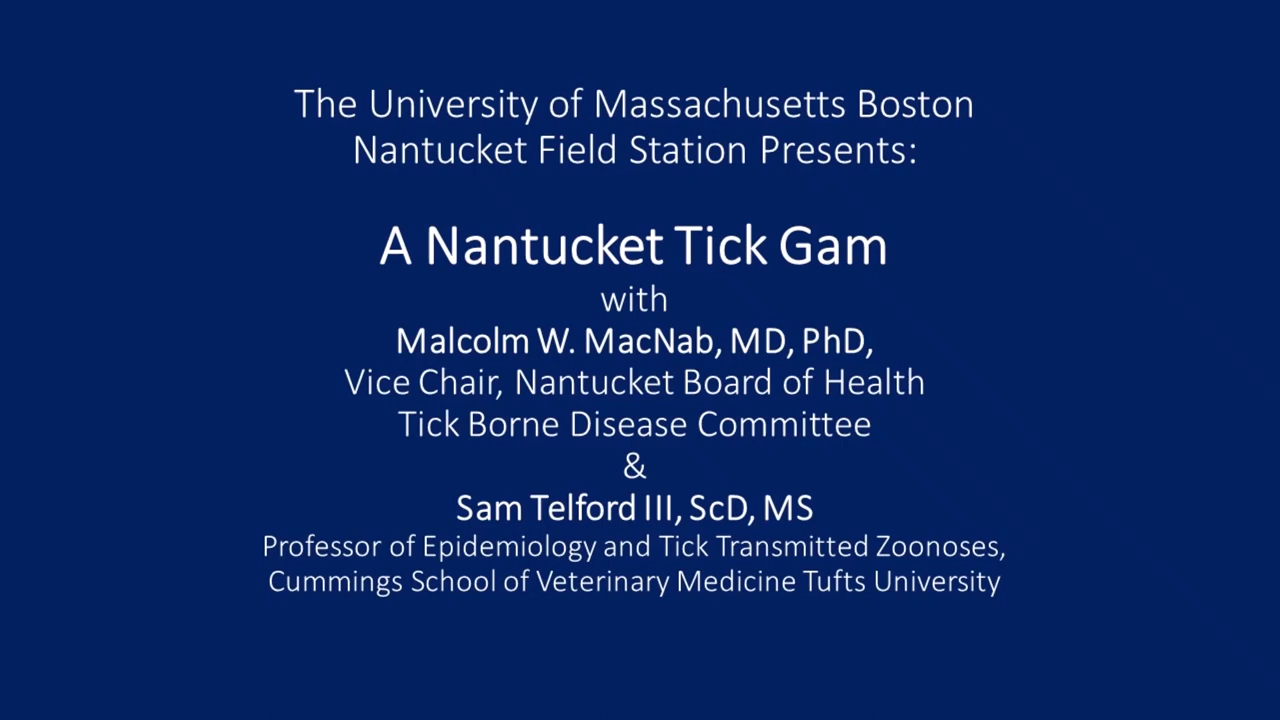 The University of Massachusetts Boston
Nantucket Field Station Presents:
A Nantucket Tick Gam
with
Malcolm W. MacNab, MD, PhD,
Vice Chair, Nantucket Board of Health
Tick Borne Disease Committee
&
Sam Telford III, ScD, MS
Professor of Epidemiology and Tick Transmitted Zoonoses,
Cummings School of Veterinary Medicine Tufts University